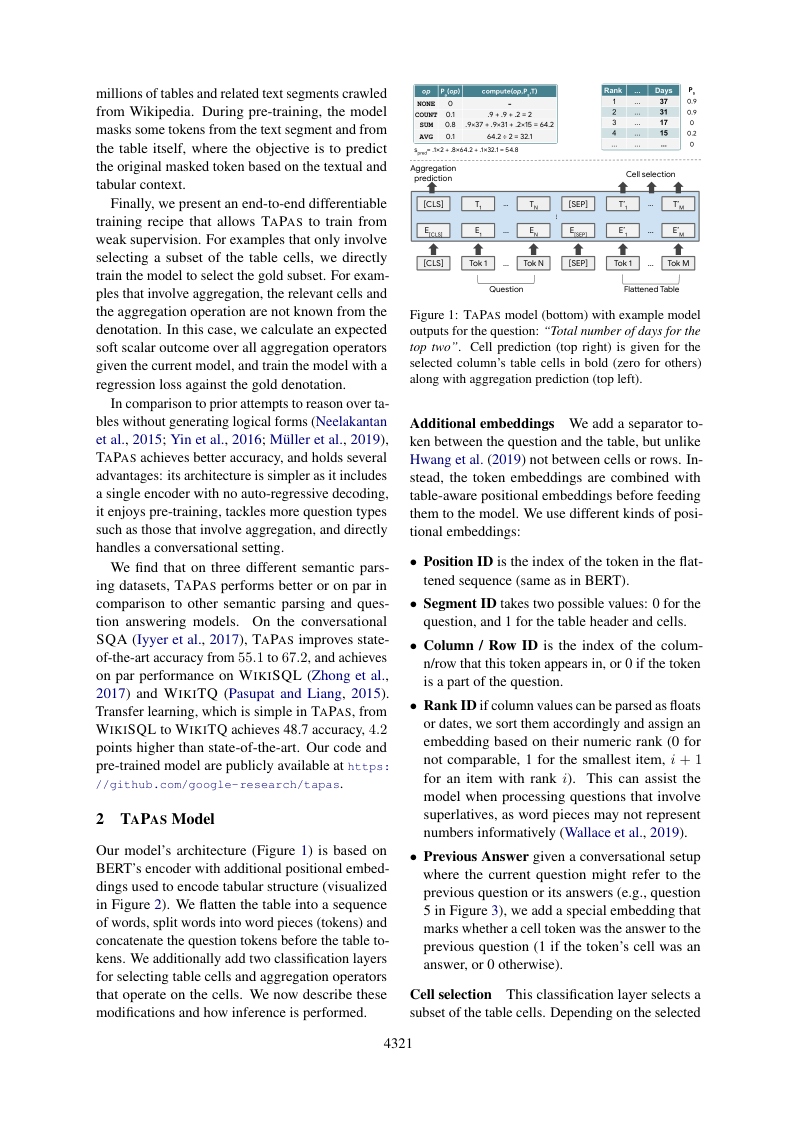 millions of tables and related text segments crawled
from Wikipedia. During pre-training, the model
masks some tokens from the text segment and from
the table itself, where the objective is to predict
the original masked token based on the textual and
tabular context.
Finally, we present an end-to-end differentiable
training recipe that allows TAPAS to train from
weak supervision. For examples that only involve
selecting a subset of the table cells, we directly
train the model to select the gold subset. For exam-
ples that involve aggregation, the relevant cells and
the aggregation operation are not known from the
denotation. In this case, we calculate an expected
soft scalar outcome over all aggregation operators
given the current model, and train the model with a
regression loss against the gold denotation.
In comparison to prior attempts to reason over ta-
bles without generating logical forms (Neelakantan
et al., 2015; Yin et al., 2016; Müller et al., 2019),
TAPAS achieves better accuracy, and holds several
advantages: its architecture is simpler as it includes
a single encoder with no auto-regressive decoding,
it enjoys pre-training, tackles more question types
such as those that involve aggregation, and directly
handles a conversational setting.
We find that on three different semantic pars-
ing datasets, TAPAS performs better or on par in
comparison to other semantic parsing and ques-
tion answering models. On the conversational
SQA (Iyyer et al., 2017), TAPAS improves state-
of-the-art accuracy from 55.1 to 67.2, and achieves
on par performance on WIKISQL (Zhong et al.,
2017) and WIKITQ (Pasupat and Liang, 2015).
Transfer learning, which is simple in TAPAS, from
WIKISQL to WIKITQ achieves 48.7 accuracy, 4.2
points higher than state-of-the-art. Our code and
pre-trained model are publicly available at https:
//github.com/google-research/tapas.
2 TAPAS Model
Our model's architecture (Figure 1) is based on
BERT's encoder with additional positional embed-
dings used to encode tabular structure (visualized
in Figure 2). We flatten the table into a sequence
of words, split words into word pieces (tokens) and
concatenate the question tokens before the table to-
kens. We additionally add two classification layers
for selecting table cells and aggregation operators
that operate on the cells. We now describe these
modifications and how inference is performed.
op Pa(op) compute(op,Ps,T)
NONE 0 -
COUNT 0.1 .9 + .9 + .2 = 2
SUM 0.8 .9×37 + .9×31 + .2×15 = 64.2
AVG 0.1 64.2 ÷ 2 = 32.1
spred= .1×2 + .8×64.2 + .1×32.1 = 54.8
Rank ... Days Ps
1 ... 37 0.9
2 ... 31 0.9
3 ... 17 0
4 ... 15 0.2
... ... ... 0
Aggregation
prediction
Cell selection
[CLS] T1 ... TN [SEP] T'1 ... T'M
E[CLS] E1 ... EN E[SEP] E'1 ... E'M
[CLS] Tok 1 ... Tok N [SEP] Tok 1 ... Tok M
Question Flattened Table
Figure 1: TAPAS model (bottom) with example model
outputs for the question: "Total number of days for the
top two". Cell prediction (top right) is given for the
selected column's table cells in bold (zero for others)
along with aggregation prediction (top left).
Additional embeddings We add a separator to-
ken between the question and the table, but unlike
Hwang et al. (2019) not between cells or rows. In-
stead, the token embeddings are combined with
table-aware positional embeddings before feeding
them to the model. We use different kinds of posi-
tional embeddings:
• Position ID is the index of the token in the flat-
tened sequence (same as in BERT).
• Segment ID takes two possible values: 0 for the
question, and 1 for the table header and cells.
• Column / Row ID is the index of the colum-
n/row that this token appears in, or 0 if the token
is a part of the question.
• Rank ID if column values can be parsed as floats
or dates, we sort them accordingly and assign an
embedding based on their numeric rank (0 for
not comparable, 1 for the smallest item, i + 1
for an item with rank i). This can assist the
model when processing questions that involve
superlatives, as word pieces may not represent
numbers informatively (Wallace et al., 2019).
• Previous Answer given a conversational setup
where the current question might refer to the
previous question or its answers (e.g., question
5 in Figure 3), we add a special embedding that
marks whether a cell token was the answer to the
previous question (1 if the token's cell was an
answer, or 0 otherwise).
Cell selection This classification layer selects a
subset of the table cells. Depending on the selected
4321